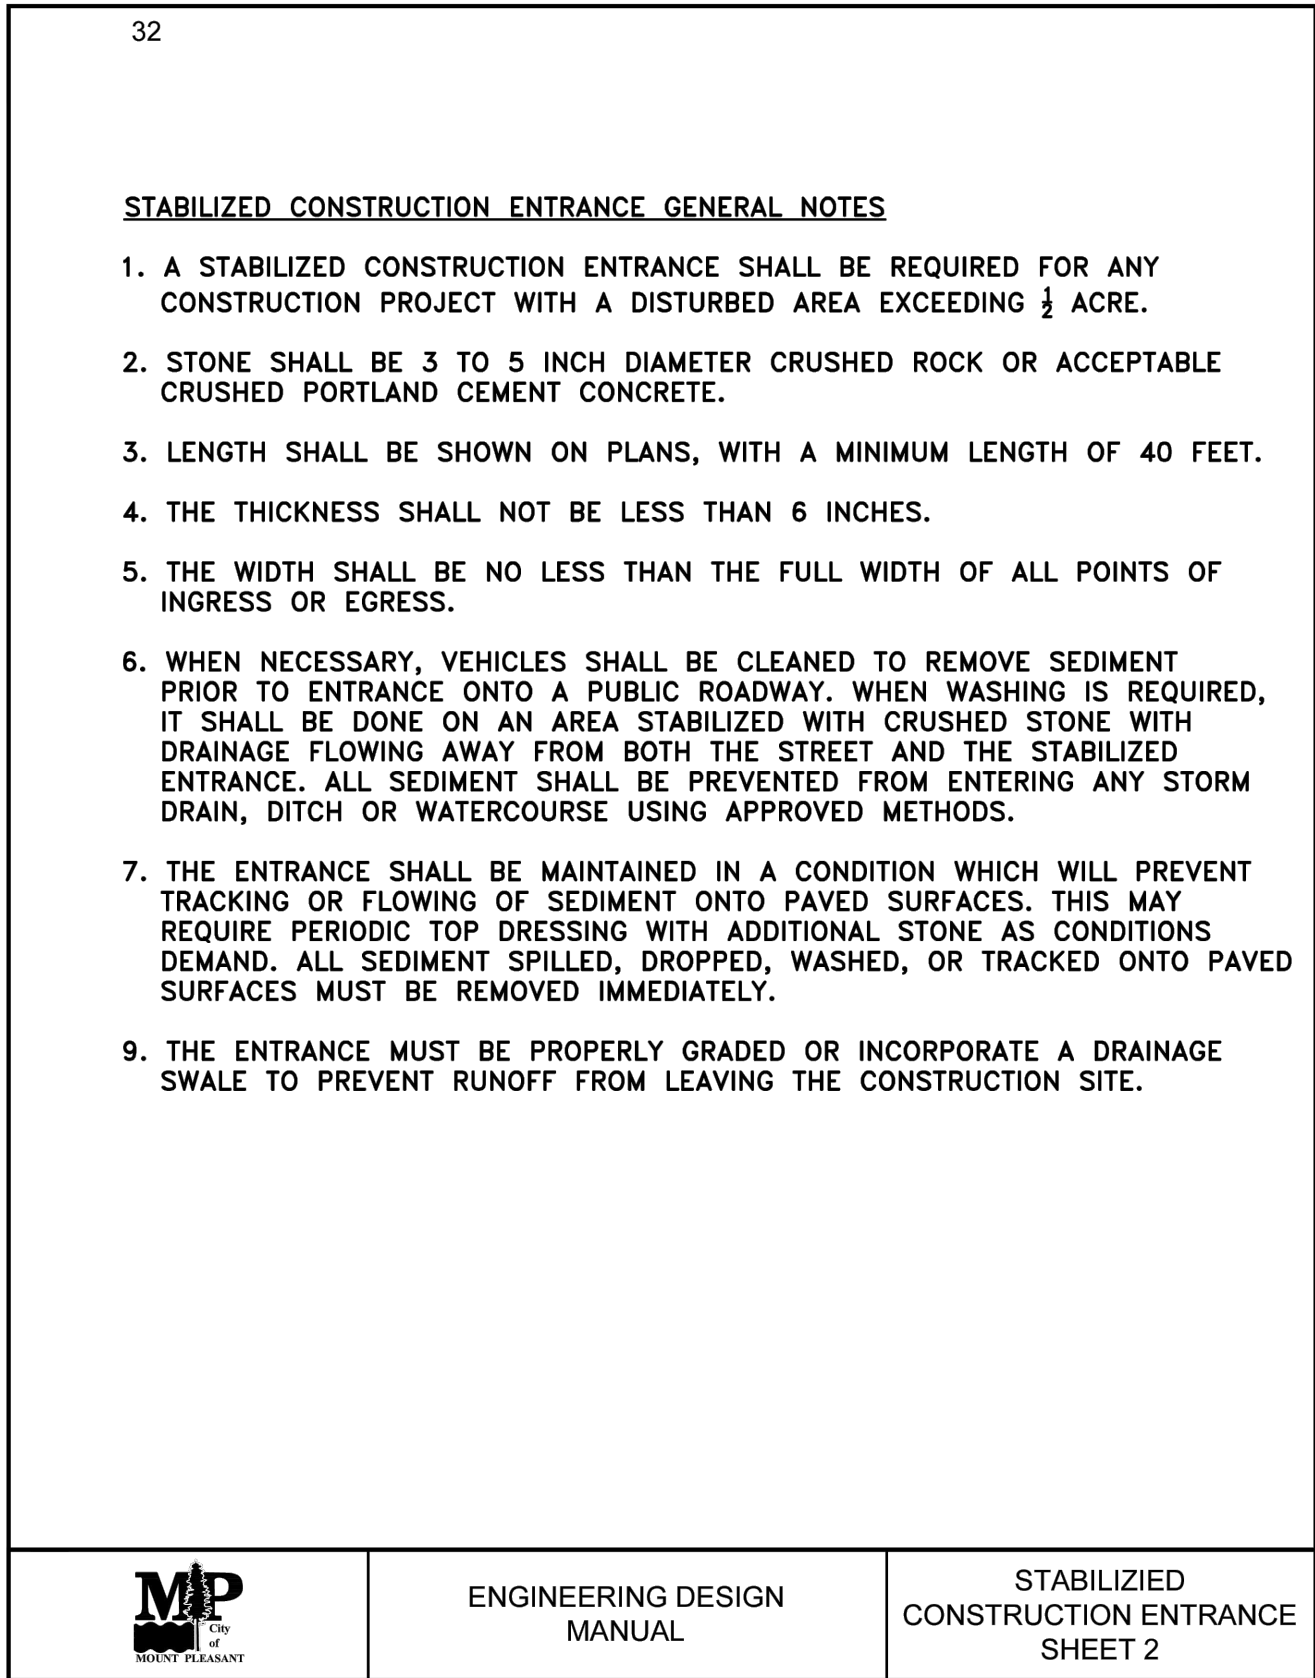 32
STABILIZED CONSTRUCTION ENTRANCE GENERAL NOTES
1. A STABILIZED CONSTRUCTION ENTRANCE SHALL BE REQUIRED FOR ANY
CONSTRUCTION PROJECT WITH A DISTURBED AREA EXCEEDING ½ ACRE.
2. STONE SHALL BE 3 TO 5 INCH DIAMETER CRUSHED ROCK OR ACCEPTABLE
CRUSHED PORTLAND CEMENT CONCRETE.
3. LENGTH SHALL BE SHOWN ON PLANS, WITH A MINIMUM LENGTH OF 40 FEET.
4. THE THICKNESS SHALL NOT BE LESS THAN 6 INCHES.
5. THE WIDTH SHALL BE NO LESS THAN THE FULL WIDTH OF ALL POINTS OF
INGRESS OR EGRESS.
6. WHEN NECESSARY, VEHICLES SHALL BE CLEANED TO REMOVE SEDIMENT
PRIOR TO ENTRANCE ONTO A PUBLIC ROADWAY. WHEN WASHING IS REQUIRED,
IT SHALL BE DONE ON AN AREA STABILIZED WITH CRUSHED STONE WITH
DRAINAGE FLOWING AWAY FROM BOTH THE STREET AND THE STABILIZED
ENTRANCE. ALL SEDIMENT SHALL BE PREVENTED FROM ENTERING ANY STORM
DRAIN, DITCH OR WATERCOURSE USING APPROVED METHODS.
7. THE ENTRANCE SHALL BE MAINTAINED IN A CONDITION WHICH WILL PREVENT
TRACKING OR FLOWING OF SEDIMENT ONTO PAVED SURFACES. THIS MAY
REQUIRE PERIODIC TOP DRESSING WITH ADDITIONAL STONE AS CONDITIONS
DEMAND. ALL SEDIMENT SPILLED, DROPPED, WASHED, OR TRACKED ONTO PAVED
SURFACES MUST BE REMOVED IMMEDIATELY.
9. THE ENTRANCE MUST BE PROPERLY GRADED OR INCORPORATE A DRAINAGE
SWALE TO PREVENT RUNOFF FROM LEAVING THE CONSTRUCTION SITE.
MP
City
of
MOUNT PLEASANT
ENGINEERING DESIGN
MANUAL
STABILIZIED
CONSTRUCTION ENTRANCE
SHEET 2